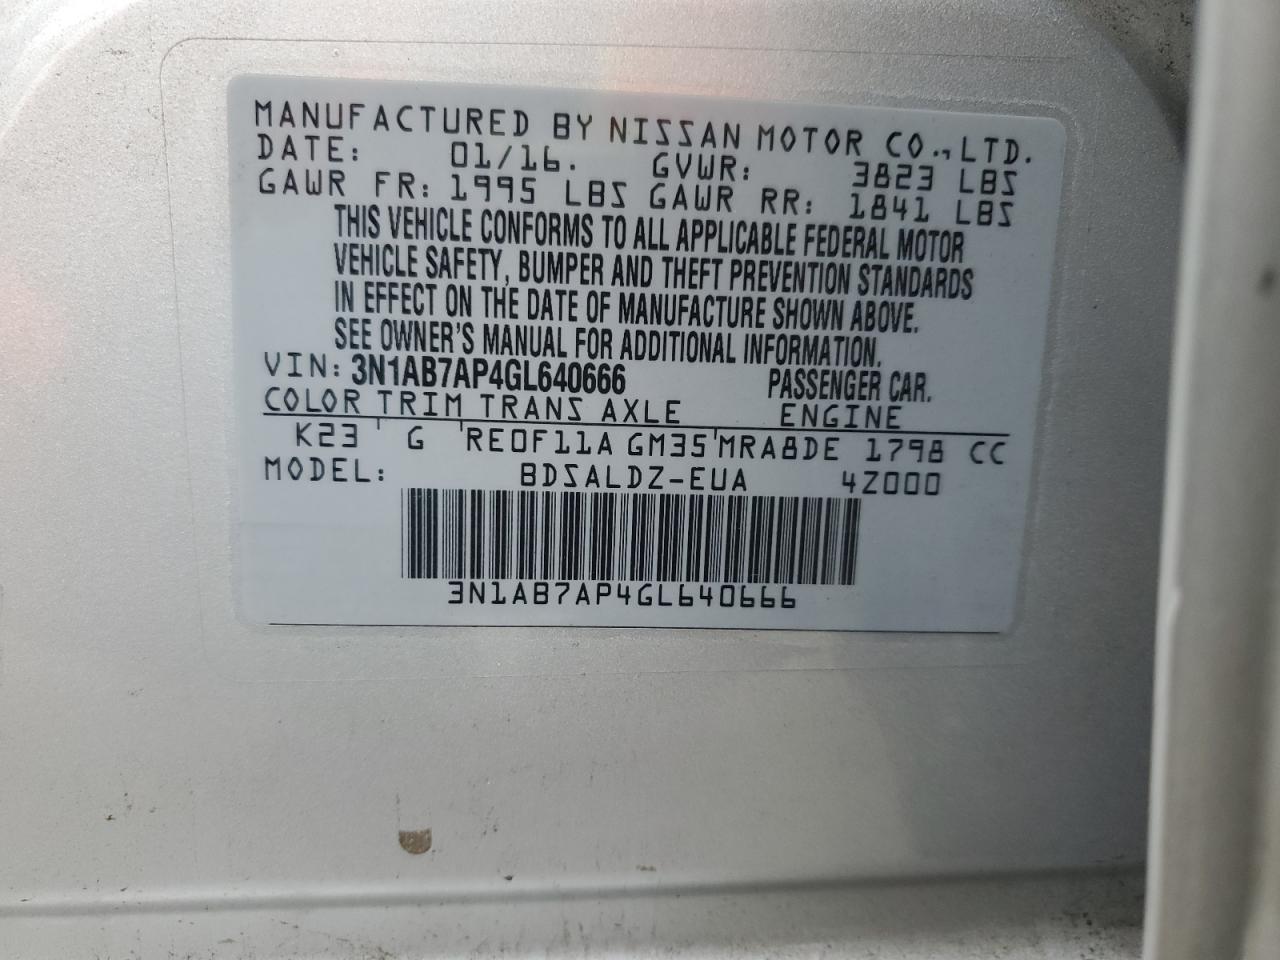 MANUFACTURED BY NISSAN MOTOR CO.,LTD.
DATE: 01/16. GVWR: 3823 LBS
GAWR FR: 1995 LBS GAWR RR: 1841 LBS
THIS VEHICLE CONFORMS TO ALL APPLICABLE FEDERAL MOTOR
VEHICLE SAFETY, BUMPER AND THEFT PREVENTION STANDARDS
IN EFFECT ON THE DATE OF MANUFACTURE SHOWN ABOVE.
SEE OWNER'S MANUAL FOR ADDITIONAL INFORMATION.
VIN: 3N1AB7AP4GL640666 PASSENGER CAR.
COLOR TRIM TRANS AXLE ENGINE
K23 ' G 'RE0F11A GM35'MRA8DE 1798 CC
MODEL: BDSALDZ-EUA 4Z000
3N1AB7AP4GL640666